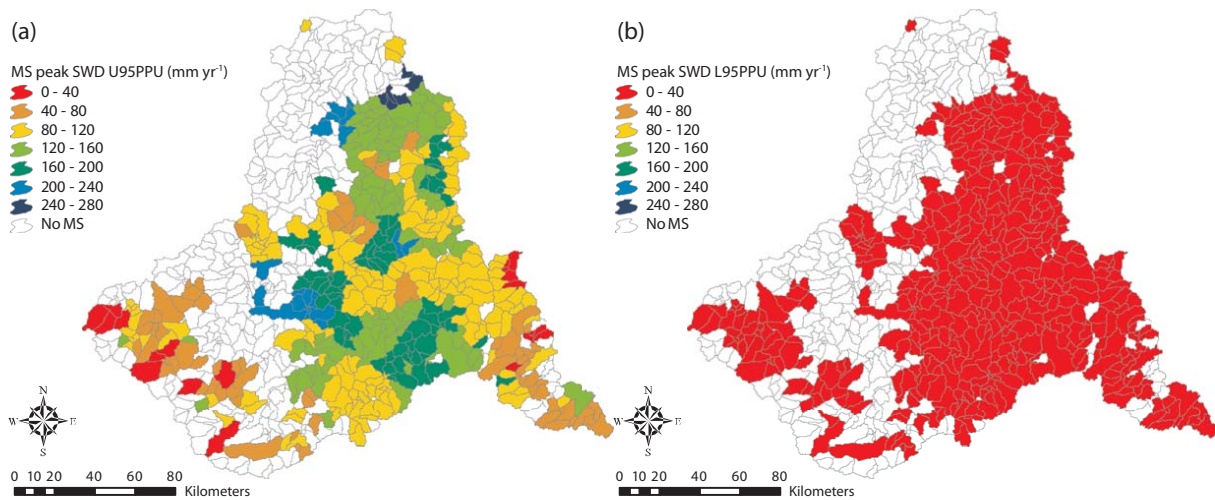 (a)
MS peak SWD U95PPU (mm yr⁻¹)
0 - 40
40 - 80
80 - 120
120 - 160
160 - 200
200 - 240
240 - 280
No MS
N
W E
S
0 10 20 40 60 80
Kilometers
(b)
MS peak SWD L95PPU (mm yr⁻¹)
0 - 40
40 - 80
80 - 120
120 - 160
160 - 200
200 - 240
240 - 280
No MS
N
W E
S
0 10 20 40 60 80
Kilometers